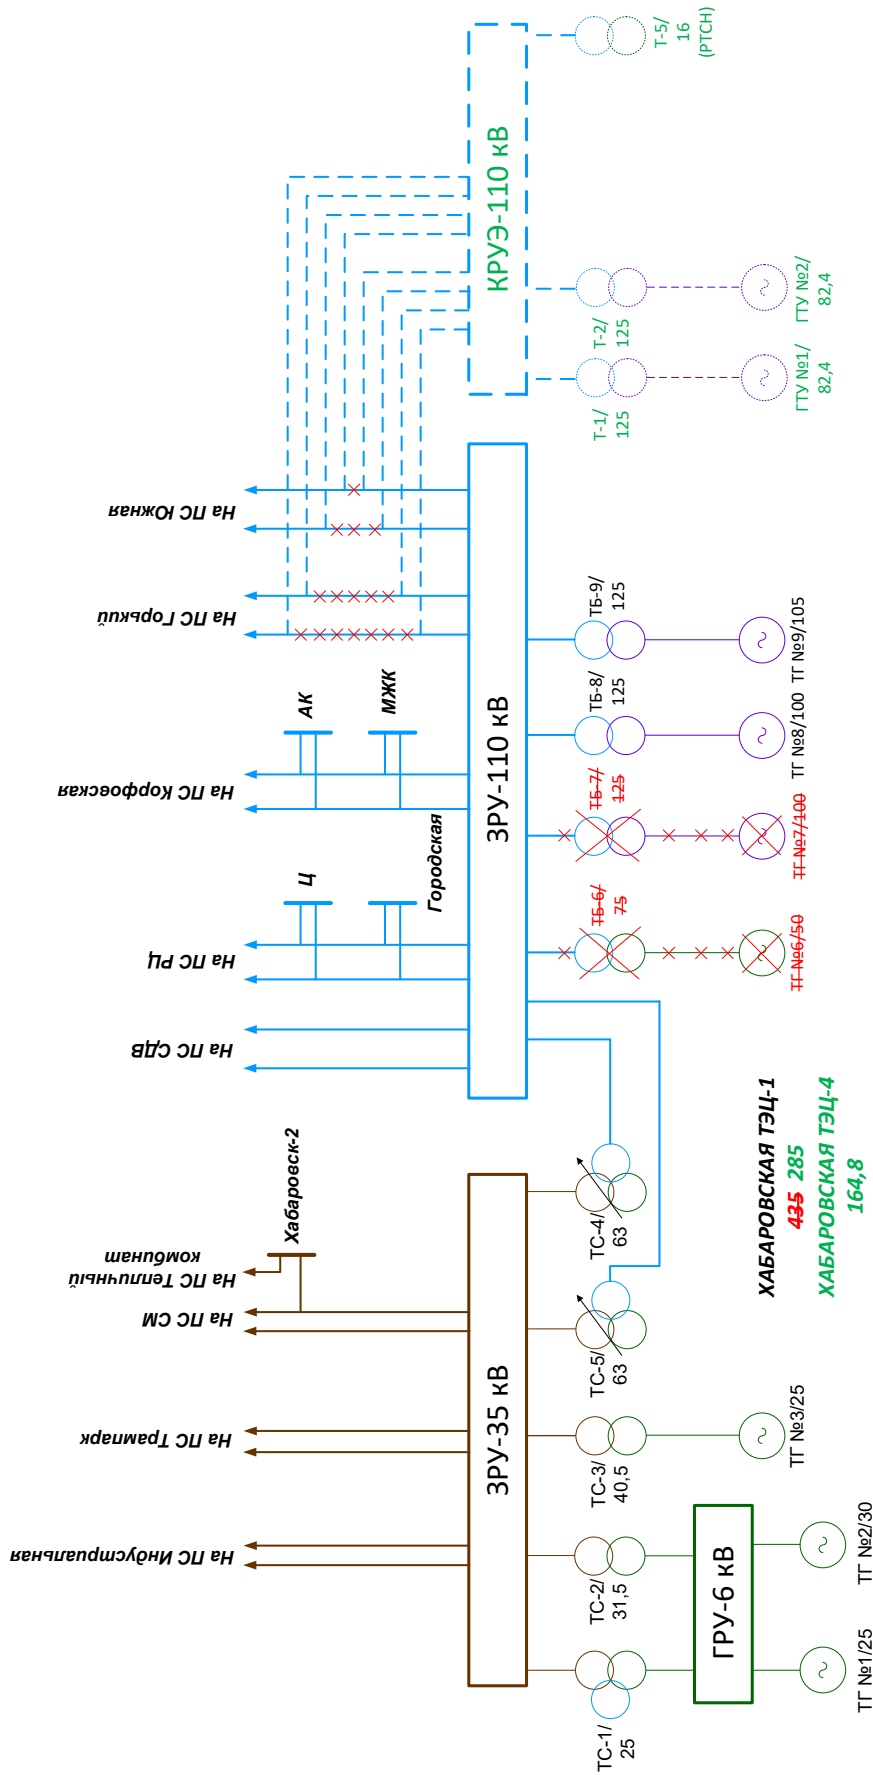 На ПС Индустриальная
На ПС Трампарк
На ПС СМ
На ПС Тепличный
комбинат
Хабаровск-2
На ПС СДВ
На ПС РЦ
Ц
Городская
На ПС Корфовская
АК
МЖК
На ПС Горький
На ПС Южная
ЗРУ-35 кВ
ЗРУ-110 кВ
КРУЭ-110 кВ
ТС-1/
25
ТС-2/
31,5
ТС-3/
40,5
ТС-5/
63
ТС-4/
63
ТБ-6/
75
ТБ-7/
125
ТБ-8/
125
ТБ-9/
125
Т-1/
125
Т-2/
125
Т-5/
16
(РТСН)
ГРУ-6 кВ
ТГ №1/25
ТГ №2/30
ТГ №3/25
ТГ №6/50
ТГ №7/100
ТГ №8/100
ТГ №9/105
ГТУ №1/
82,4
ГТУ №2/
82,4
ХАБАРОВСКАЯ ТЭЦ-1
435 285
ХАБАРОВСКАЯ ТЭЦ-4
164,8